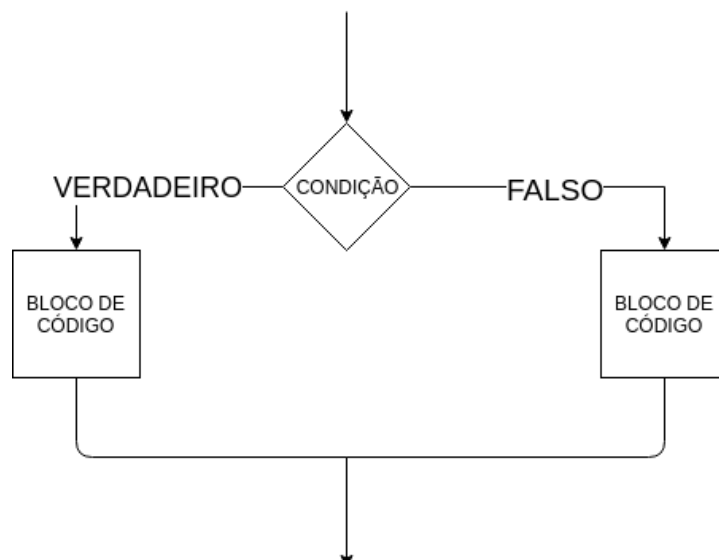 VERDADEIRO
CONDIÇÃO
FALSO
BLOCO DE
CÓDIGO
BLOCO DE
CÓDIGO